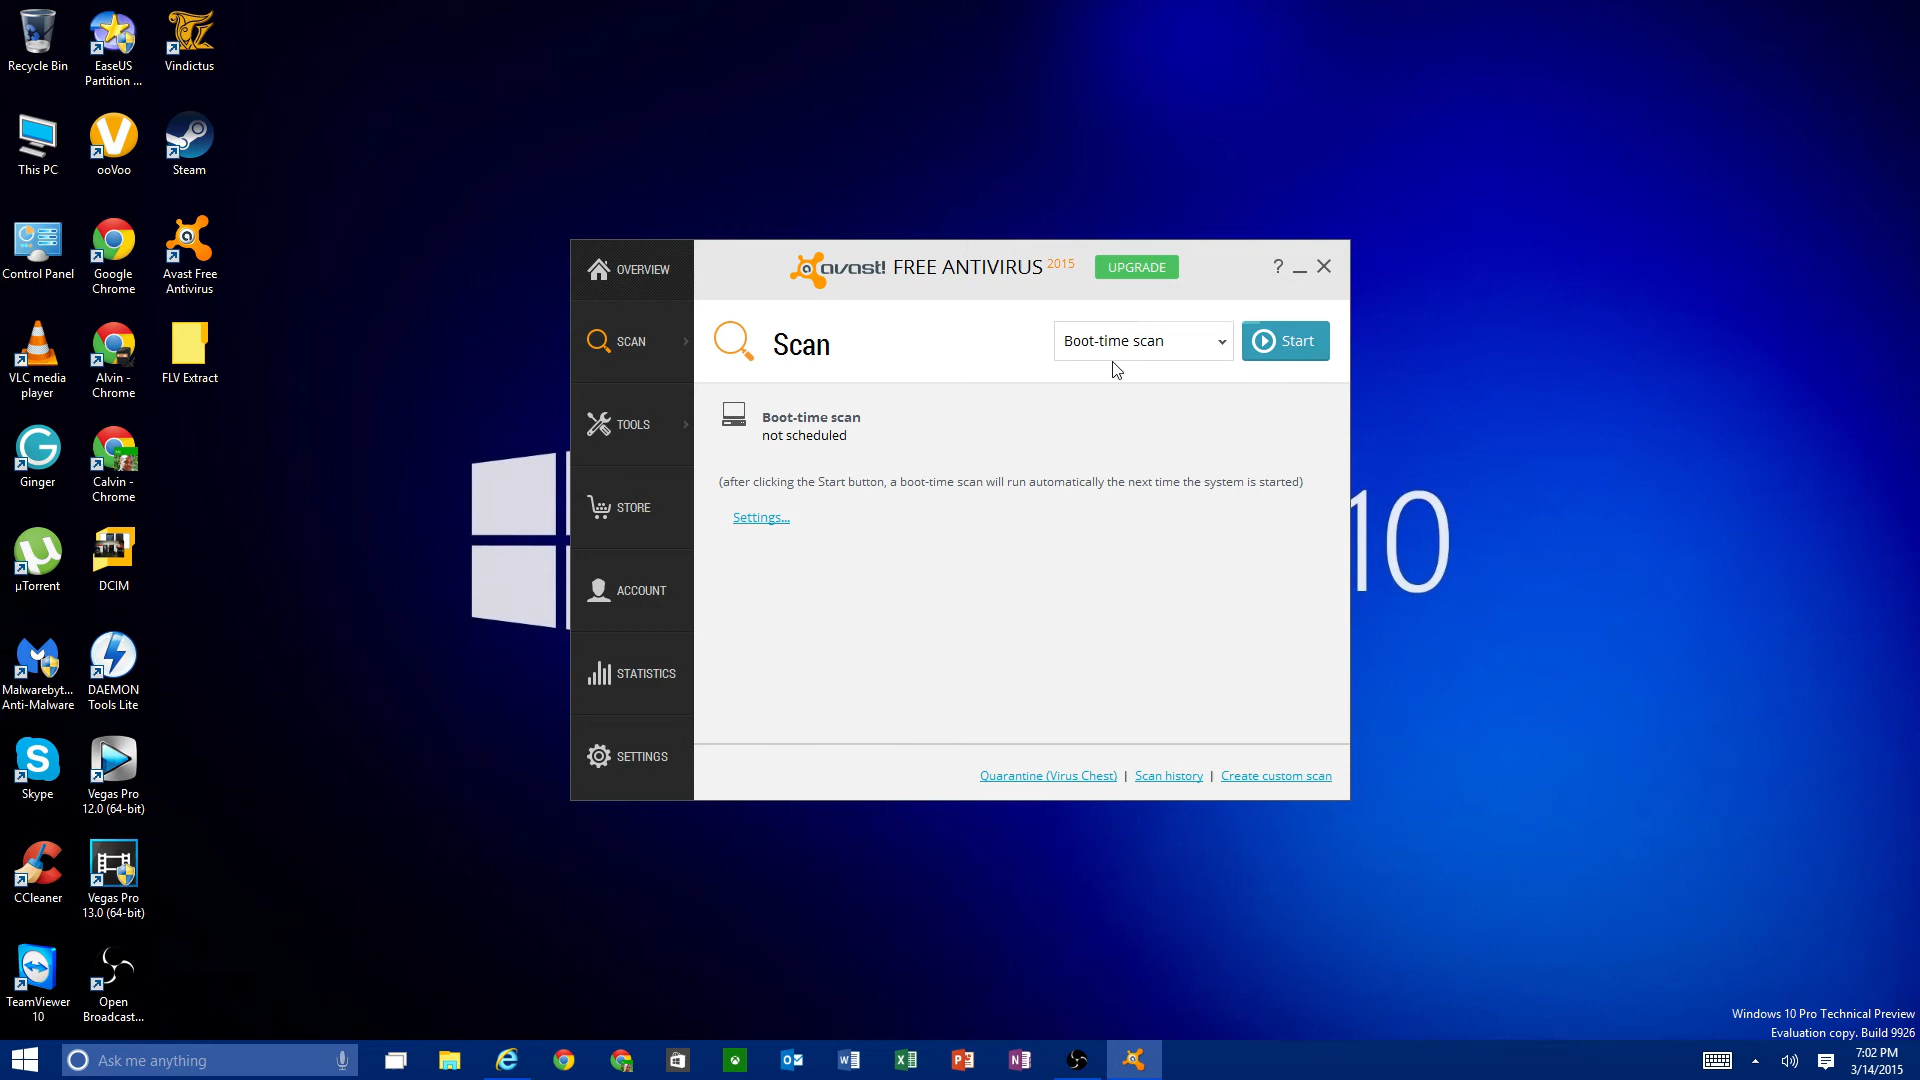 Recycle Bin
EaseUS
Partition ...
Vindictus
This PC
ooVoo
Steam
Control Panel
Google
Chrome
Avast Free
Antivirus
VLC media
player
Alvin -
Chrome
FLV Extract
Ginger
Calvin -
Chrome
µTorrent
DCIM
Malwarebyt...
Anti-Malware
DAEMON
Tools Lite
Skype
Vegas Pro
12.0 (64-bit)
CCleaner
Vegas Pro
13.0 (64-bit)
TeamViewer
10
Open
Broadcast...
OVERVIEW
SCAN
TOOLS
STORE
ACCOUNT
STATISTICS
SETTINGS
avast! FREE ANTIVIRUS 2015
UPGRADE
?
Scan
Boot-time scan
Start
Boot-time scan
not scheduled
(after clicking the Start button, a boot-time scan will run automatically the next time the system is started)
Settings...
Quarantine (Virus Chest) | Scan history | Create custom scan
10
Windows 10 Pro Technical Preview
Evaluation copy. Build 9926
Ask me anything
7:02 PM
3/14/2015